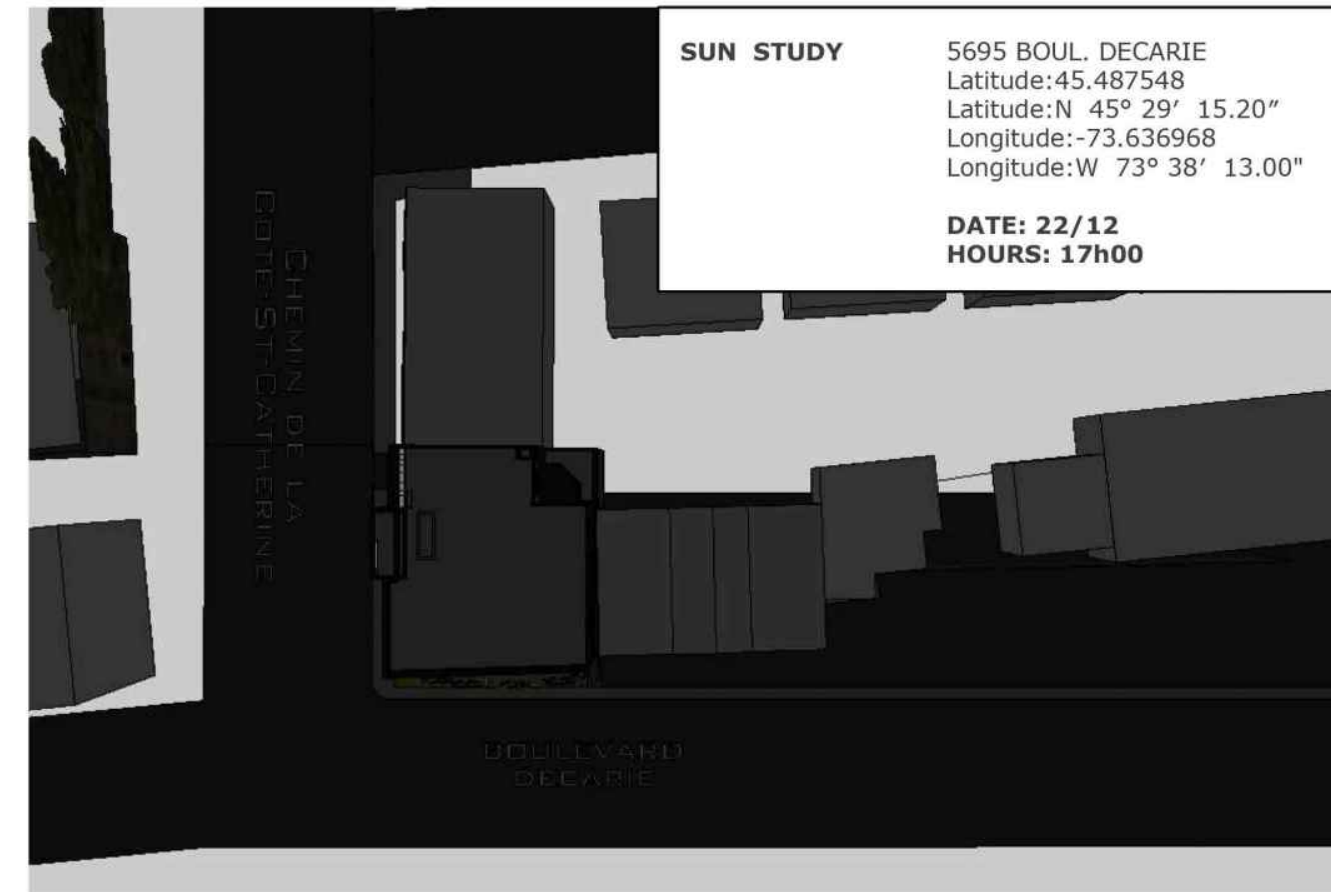 SUN STUDY
5695 BOUL. DECARIE
Latitude:45.487548
Latitude:N 45° 29′ 15.20″
Longitude:-73.636968
Longitude:W 73° 38′ 13.00"
DATE: 22/12
HOURS: 17h00
CHEMIN DE LA
COTE-ST-CATHERINE
BOULEVARD
DECARIE